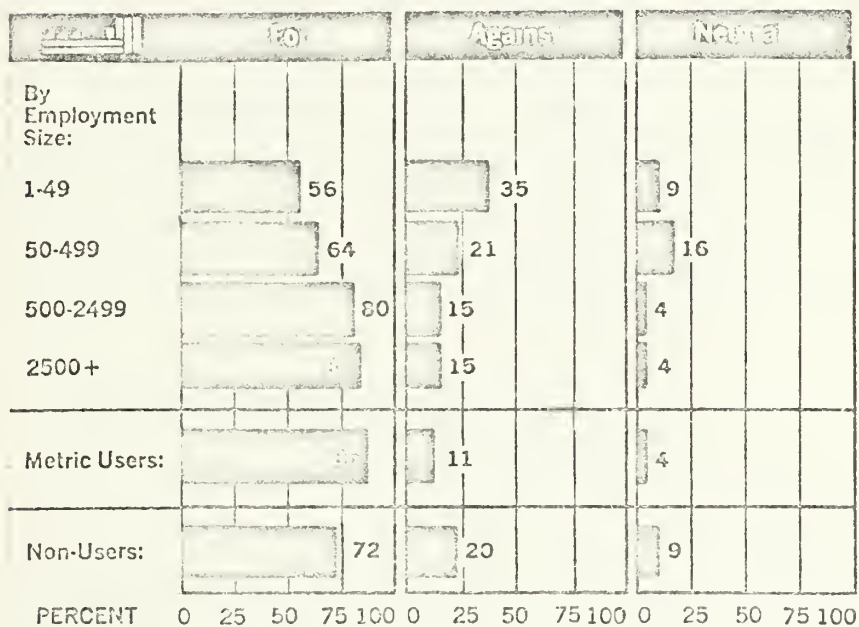 For Against Neutral
By
Employment
Size:
1-49 56 35 9
50-499 64 21 16
500-2499 80 15 4
2500+ 15 4
Metric Users: 11 4
Non-Users: 72 20 9
PERCENT 0 25 50 75 100 0 25 50 75 100 0 25 50 75 100